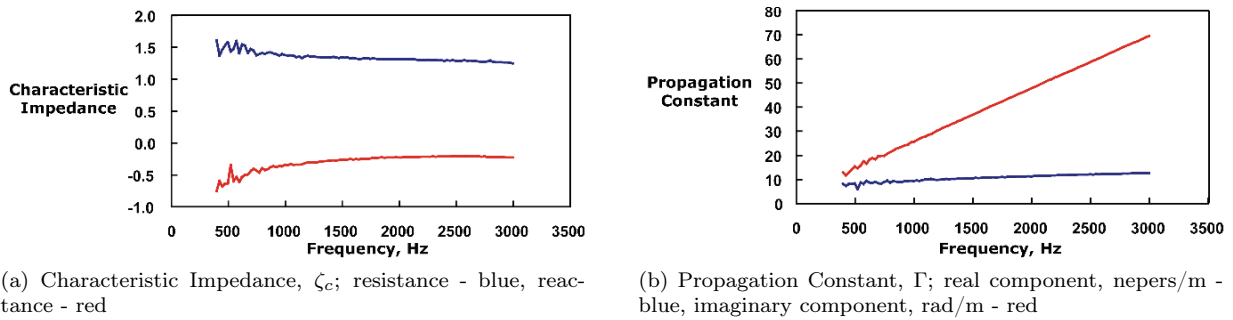 2.0
1.5
1.0
0.5
0.0
-0.5
-1.0
Characteristic
Impedance
0 500 1000 1500 2000 2500 3000 3500
Frequency, Hz
(a) Characteristic Impedance, ζc; resistance - blue, reac-
tance - red
80
70
60
50
40
30
20
10
0
Propagation
Constant
0 500 1000 1500 2000 2500 3000 3500
Frequency, Hz
(b) Propagation Constant, Γ; real component, nepers/m -
blue, imaginary component, rad/m - red